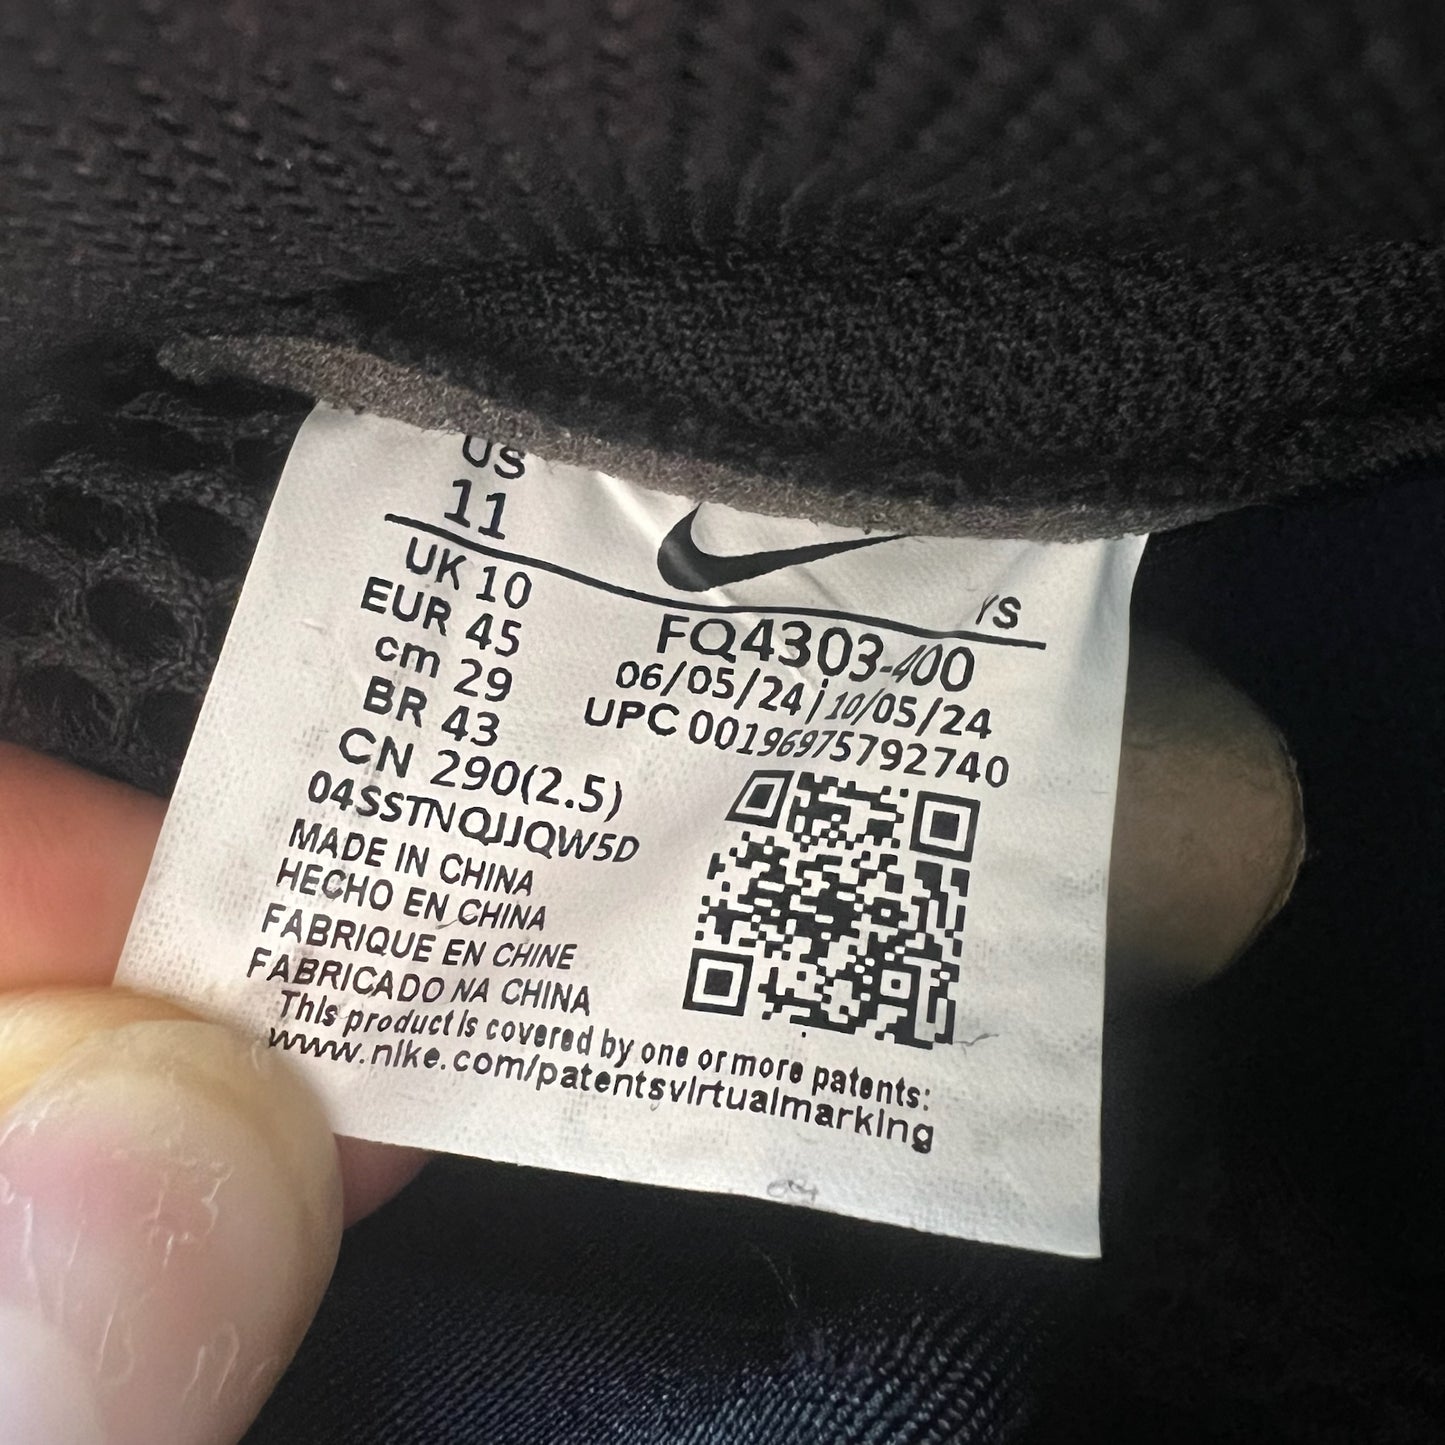 US
11
UK 10
EUR 45
cm 29
BR 43
CN 290(2.5)
04SSTNQJJQW5D
MADE IN CHINA
HECHO EN CHINA
FABRIQUE EN CHINE
FABRICADO NA CHINA
YS
FQ4303-400
06/05/24 10/05/24
UPC 00196975792740
This product is covered by one or more patents:
www.nike.com/patentsvirtualmarking